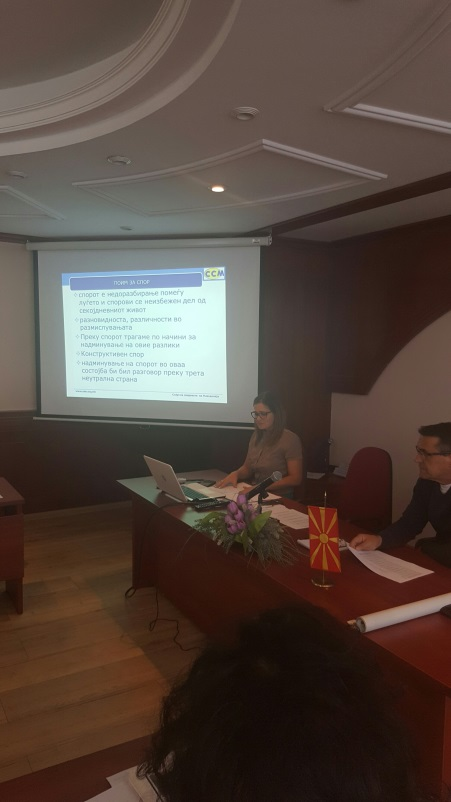 ПОИМ ЗА СПОР
CCM
спорот е недоразбирање помеѓу
луѓето и спорови се неизбежен дел од
секојдневниот живот
разновидноста, различности во
размислувањата
Преку спорот трагаме по начини за
надминување на овие разлики
Конструктивен спор
надминување на спорот во оваа
состојба би бил разговор преку трета
неутрална страна